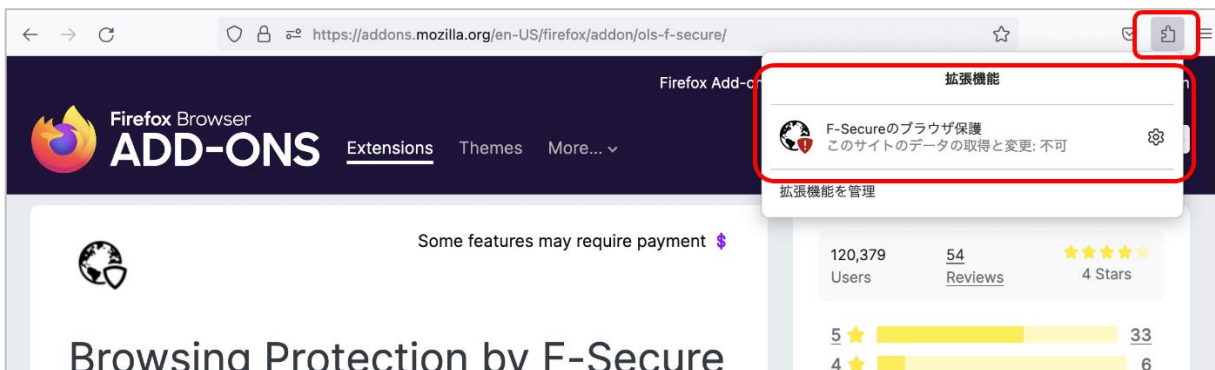 https://addons.mozilla.org/en-US/firefox/addon/ols-f-secure/
Firefox Add-on
拡張機能
Firefox Browser
ADD-ONS
Extensions
Themes
More...
F-Secureのブラウザ保護
このサイトのデータの取得と変更: 不可
拡張機能を管理
Some features may require payment $
120,379
Users
54
Reviews
4 Stars
Browsing Protection by F-Secure
5
33
4
6